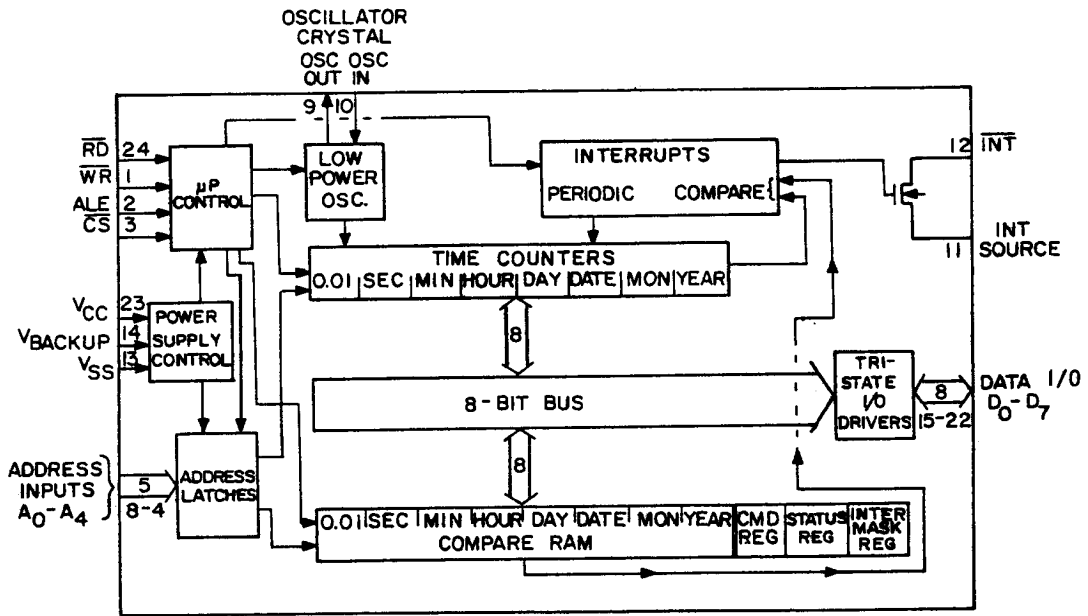 OSCILLATOR
CRYSTAL
OSC OSC
OUT IN
9 10
RD 24
WR 1
ALE 2
CS 3
μP
CONTROL
LOW
POWER
OSC.
INTERRUPTS
PERIODIC COMPARE{
12 INT
11 INT
SOURCE
TIME COUNTERS
0.01 SEC MIN HOUR DAY DATE MON YEAR
VCC 23
VBACKUP 14
VSS 13
POWER
SUPPLY
CONTROL
8
8-BIT BUS
TRI-
STATE
I/O
DRIVERS
8
15-22
DATA I/O
D0-D7
8
ADDRESS
INPUTS
A0-A4
5
8-4
ADDRESS
LATCHES
0.01 SEC MIN HOUR DAY DATE MON YEAR
COMPARE RAM
CMD
REG
STATUS
REG
INTER
MASK
REG